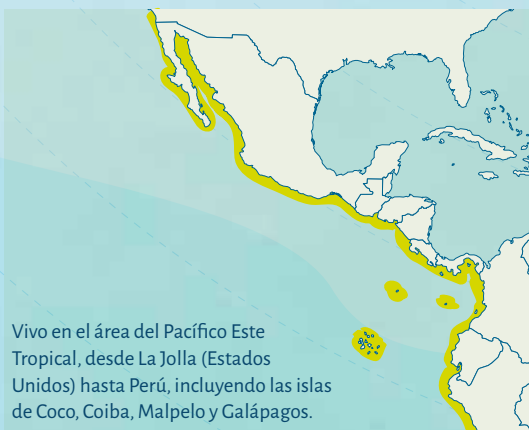 Vivo en el área del Pacífico Este
Tropical, desde La Jolla (Estados
Unidos) hasta Perú, incluyendo las islas
de Coco, Coiba, Malpelo y Galápagos.